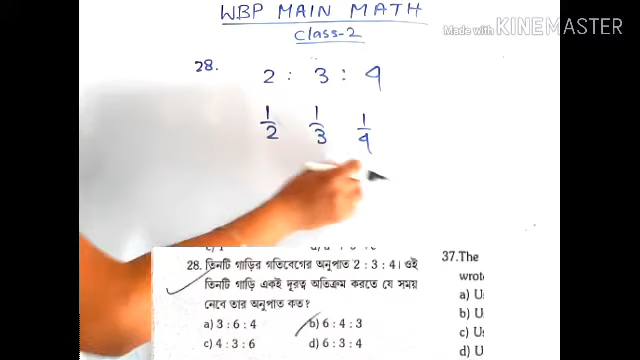 WBP MAIN MATH
Class-2
Made with KINEMASTER
28.
2 : 3 : 4
1/2 1/3 1/4
28. তিনটি গাড়ির গতিবেগের অনুপাত 2 : 3 : 4। ওই
তিনটি গাড়ি একই দূরত্ব অতিক্রম করতে যে সময়
নেবে তার অনুপাত কত?
a) 3 : 6 : 4 b) 6 : 4 : 3
c) 4 : 3 : 6 d) 6 : 3 : 4
37. The
wrote
a) U
b) U
c) U
d) U